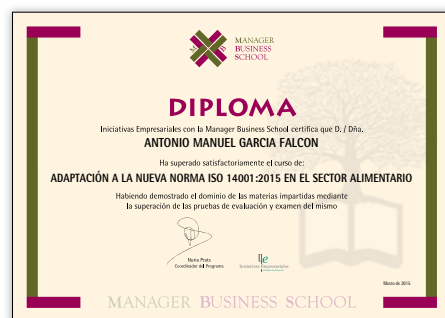 M B
MANAGER
BUSINESS
SCHOOL
DIPLOMA
Iniciativas Empresariales con la Manager Business School certifica que D. / Dña.
ANTONIO MANUEL GARCIA FALCON
Ha superado satisfactoriamente el curso de:
ADAPTACIÓN A LA NUEVA NORMA ISO 14001:2015 EN EL SECTOR ALIMENTARIO
Habiendo demostrado el dominio de las materias impartidas mediante
la superación de las pruebas de evaluación y examen del mismo
Nuria Prats
Coordinador del Programa
Iniciativas Empresariales
Marzo de 2015
MANAGER BUSINESS SCHOOL